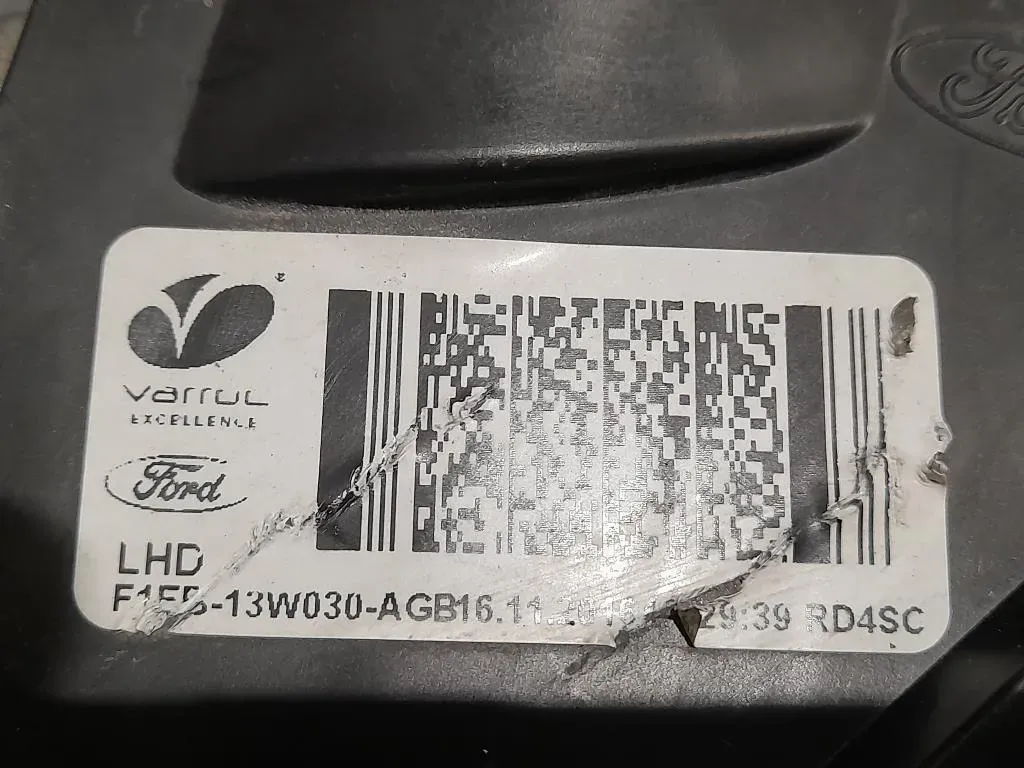 varroc
EXCELLENCE
Ford
LHD
-13W030-AGB16.11. 29:39 RD4SC